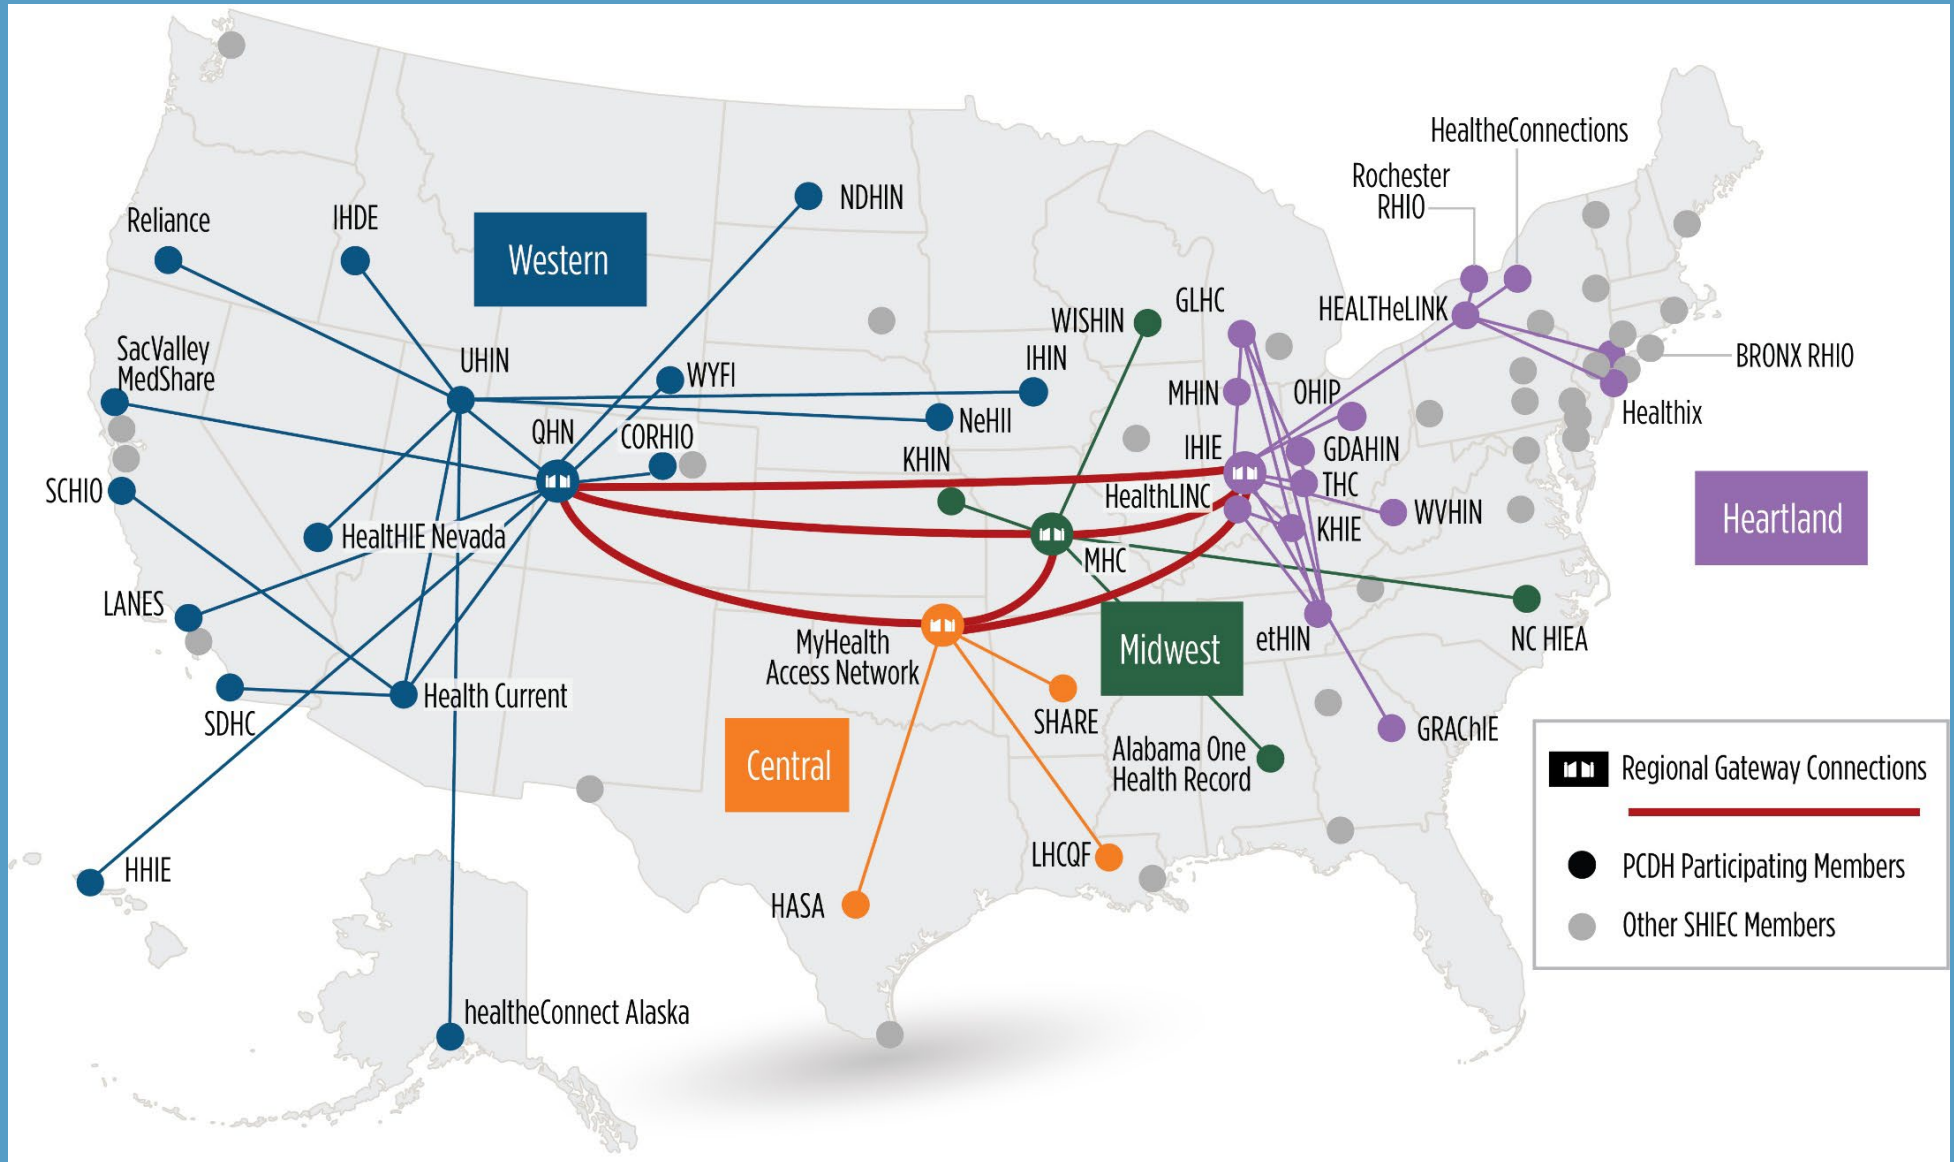 HealtheConnections
Rochester
RHIO
NDHIN
Reliance
IHDE
Western
GLHC
HEALTHeLINK
WISHIN
SacValley
MedShare
UHIN
IHIN
BRONX RHIO
WYFI
MHIN
OHIP
NeHII
Healthix
QHN
CORHIO
KHIN
IHIE
GDAHIN
SCHIO
THC
HealthLINC
WVHIN
Heartland
KHIE
HealtHIE Nevada
MHC
LANES
MyHealth
Access Network
Midwest
etHIN
NC HIEA
Health Current
SDHC
SHARE
GRAChIE
Central
Alabama One
Health Record
Regional Gateway Connections
LHCQF
HHIE
PCDH Participating Members
HASA
Other SHIEC Members
healtheConnect Alaska